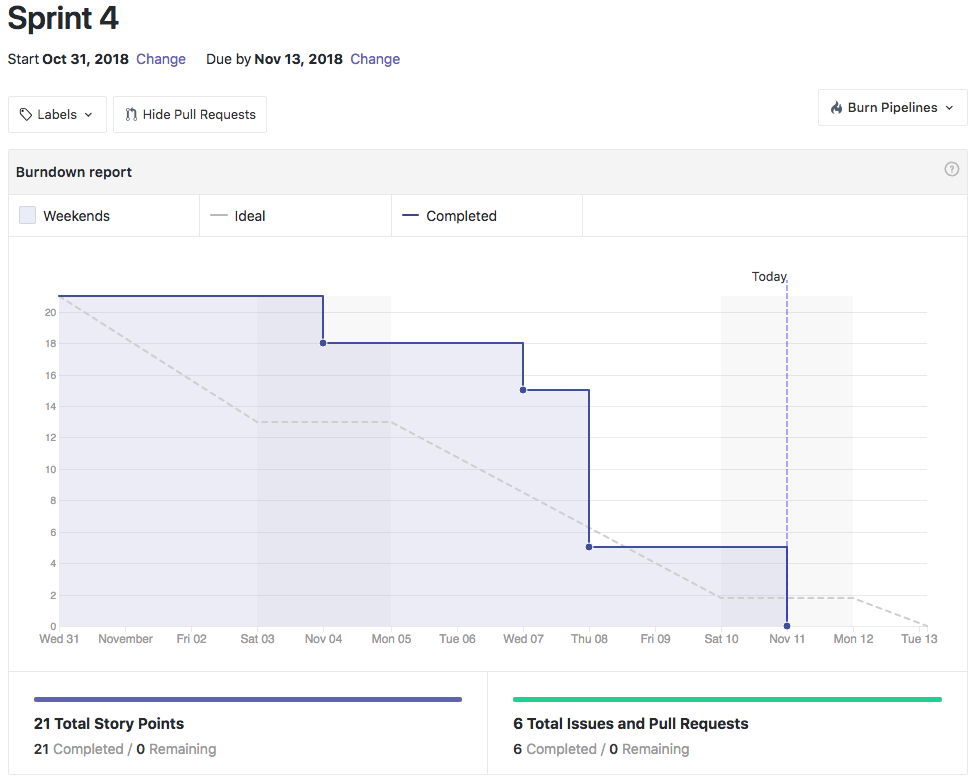 Sprint 4
Start Oct 31, 2018 Change Due by Nov 13, 2018 Change
Labels Hide Pull Requests Burn Pipelines
Burndown report ?
Weekends Ideal Completed
Today
20
18
16
14
12
10
8
6
4
2
0
Wed 31 November Fri 02 Sat 03 Nov 04 Mon 05 Tue 06 Wed 07 Thu 08 Fri 09 Sat 10 Nov 11 Mon 12 Tue 13
21 Total Story Points
21 Completed / 0 Remaining
6 Total Issues and Pull Requests
6 Completed / 0 Remaining